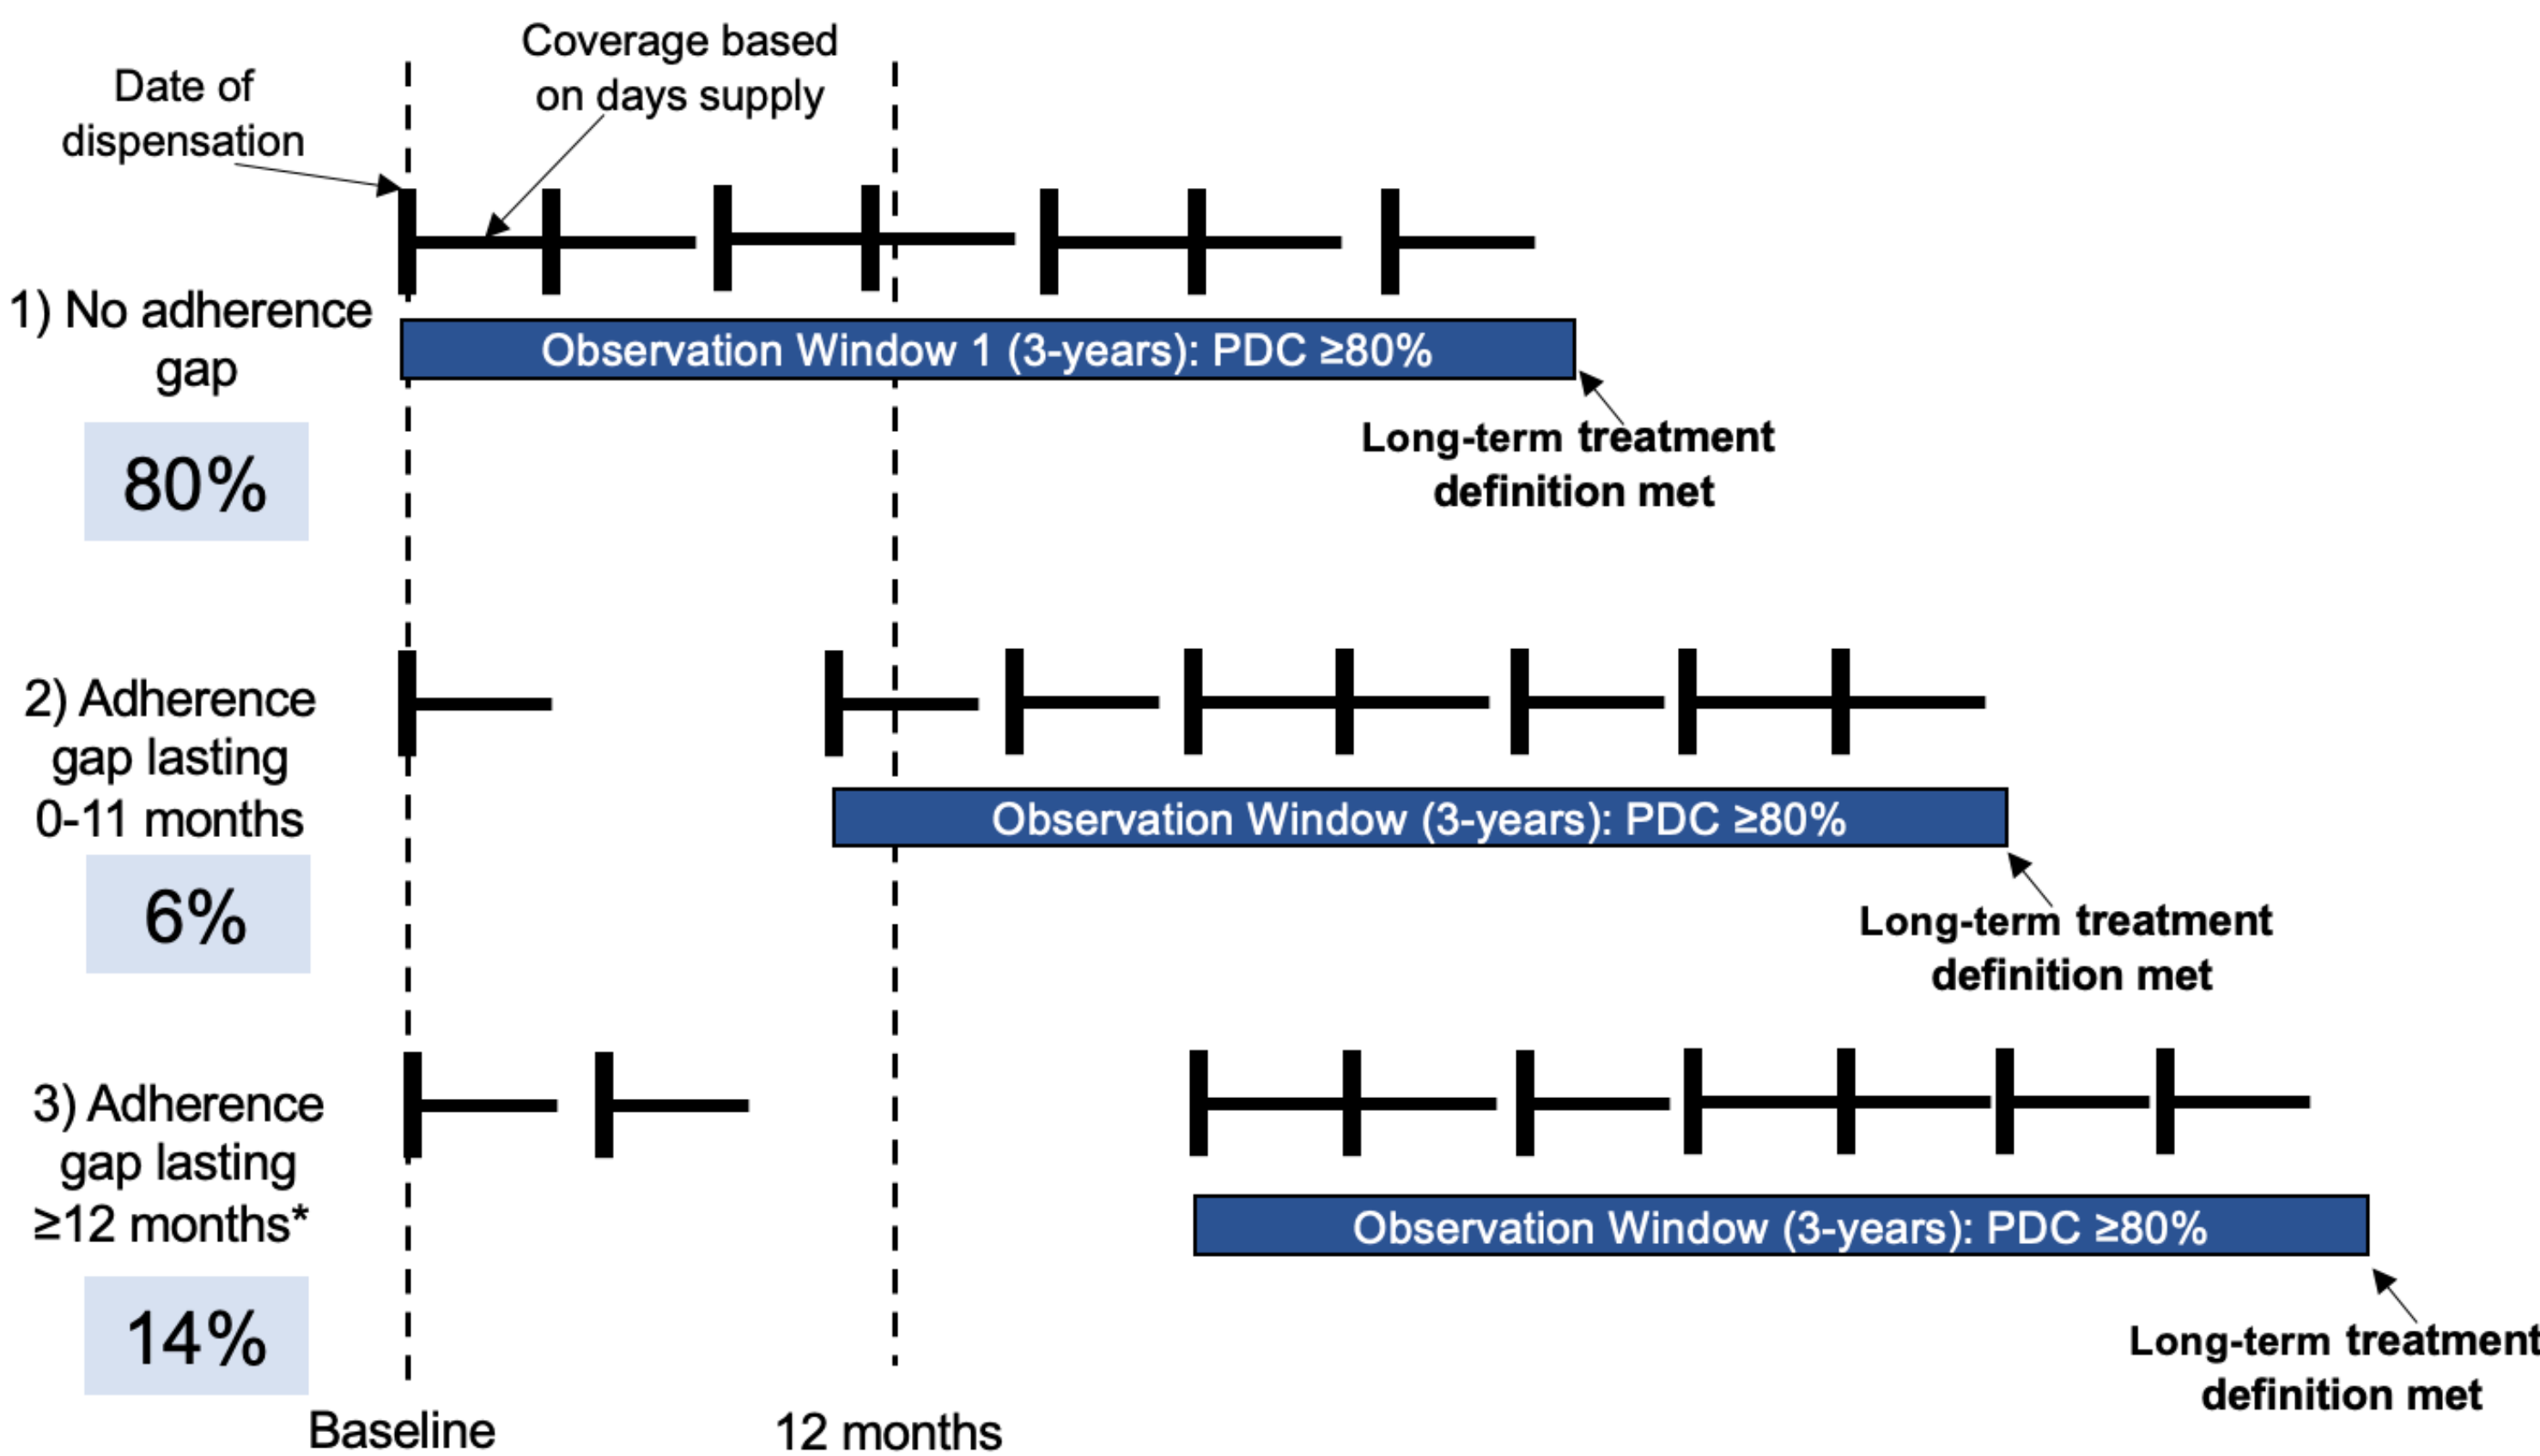 Coverage based
on days supply
Date of
dispensation
1) No adherence
gap
80%
Observation Window 1 (3-years): PDC ≥80%
Long-term treatment
definition met
2) Adherence
gap lasting
0-11 months
6%
Observation Window (3-years): PDC ≥80%
Long-term treatment
definition met
3) Adherence
gap lasting
≥12 months*
14%
Observation Window (3-years): PDC ≥80%
Long-term treatment
definition met
Baseline
12 months